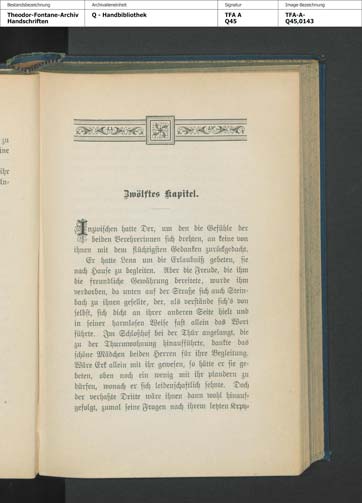 Bestandsbezeichnung
Archivalieneinheit
Signatur
Image-Bezeichnung
Theodor-Fontane-Archiv
Handschriften
Q - Handbibliothek
TFA A
Q45
TFA-A-
Q45,0143
zu
ine
ihr
In-
Zwölftes Kapitel.
Inzwischen hatte Der, um den die Gefühle der
beiden Verehrerinnen sich drehten, an keine von
ihnen mit dem flüchtigsten Gedanken zurückgedacht.
Er hatte Lena um die Erlaubniß gebeten, sie
nach Hause zu begleiten. Aber die Freude, die ihm
die freundliche Gewährung bereitete, wurde ihm
verdorben, da unten auf der Straße sich auch Stein-
bach zu ihnen gesellte, der, als verstände sich's von
selbst, sich dicht an ihrer anderen Seite hielt und
in seiner harmlosen Weise fast allein das Wort
führte. Im Schloßhof bei der Thür angelangt, die
zu der Thurmwohnung hinaufführte, dankte das
schöne Mädchen beiden Herren für ihre Begleitung.
Wäre Erk allein mit ihr gewesen, so hätte er sie ge-
beten, oben noch ein wenig mit ihr plaudern zu
dürfen, wonach er sich leidenschaftlich sehnte. Doch
der verhaßte Dritte wäre ihnen dann wohl hinauf-
gefolgt, zumal seine Fragen nach ihrem letzten